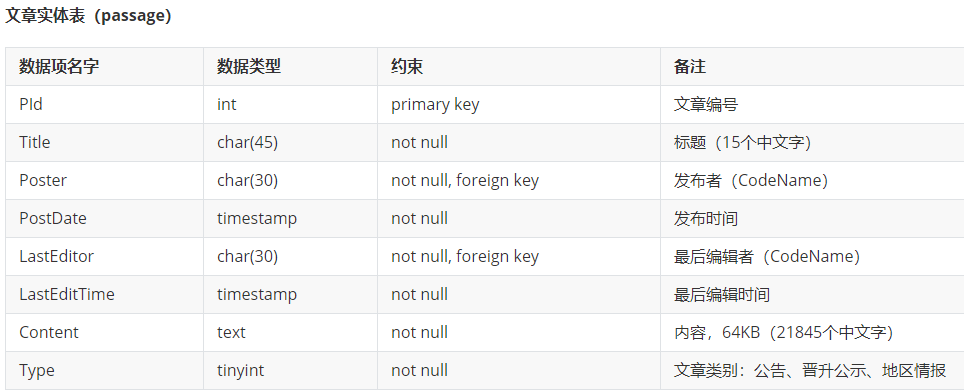 文章实体表（passage）
数据项名字 数据类型 约束 备注
PId int primary key 文章编号
Title char(45) not null 标题（15个中文字）
Poster char(30) not null, foreign key 发布者（CodeName）
PostDate timestamp not null 发布时间
LastEditor char(30) not null, foreign key 最后编辑者（CodeName）
LastEditTime timestamp not null 最后编辑时间
Content text not null 内容，64KB（21845个中文字）
Type tinyint not null 文章类别：公告、晋升公示、地区情报